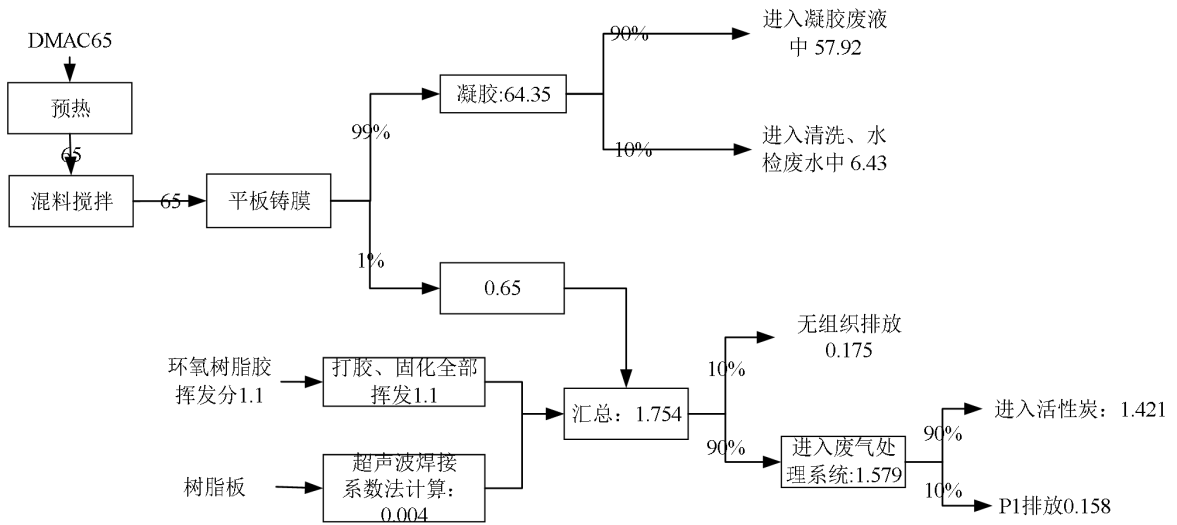 DMAC65
预热
65
混料搅拌
65
平板铸膜
99%
1%
凝胶:64.35
90%
进入凝胶废液
中 57.92
10%
进入清洗、水
检废水中 6.43
0.65
环氧树脂胶
挥发分1.1
打胶、固化全部
挥发1.1
树脂板
超声波焊接
系数法计算：
0.004
汇总：1.754
10%
无组织排放
0.175
90%
进入废气处
理系统:1.579
90%
进入活性炭：1.421
10%
P1排放0.158